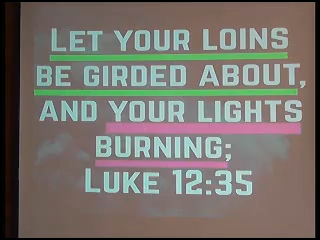 LET YOUR LOINS
BE GIRDED ABOUT,
AND YOUR LIGHTS
BURNING;
LUKE 12:35